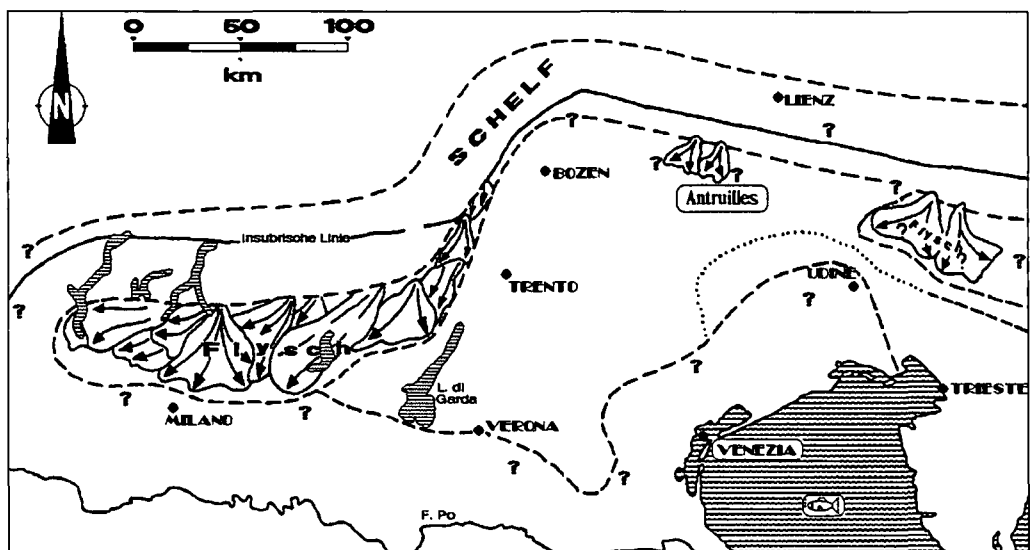 0 50 100
km
N
SCHELF
LIENZ
?
?
BOZEN
?
?
Antruilles
?
?
Flysch?
?
?
Insubrische Linie
?
TRENTO
UDINE
?
?
Flysch
L. di
Garda
TRIESTE
?
?
MILANO
VERONA
?
?
VENEZIA
F. Po